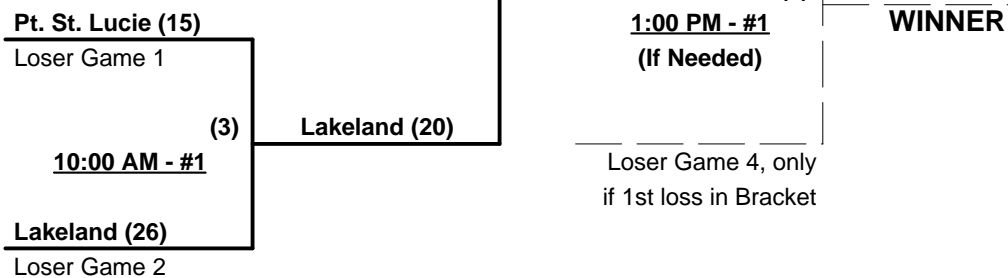 Pt. St. Lucie (15)
Loser Game 1
(3)
10:00 AM - #1
Lakeland (26)
Loser Game 2
Lakeland (20)
1:00 PM - #1
(If Needed)
WINNER
Loser Game 4, only
if 1st loss in Bracket